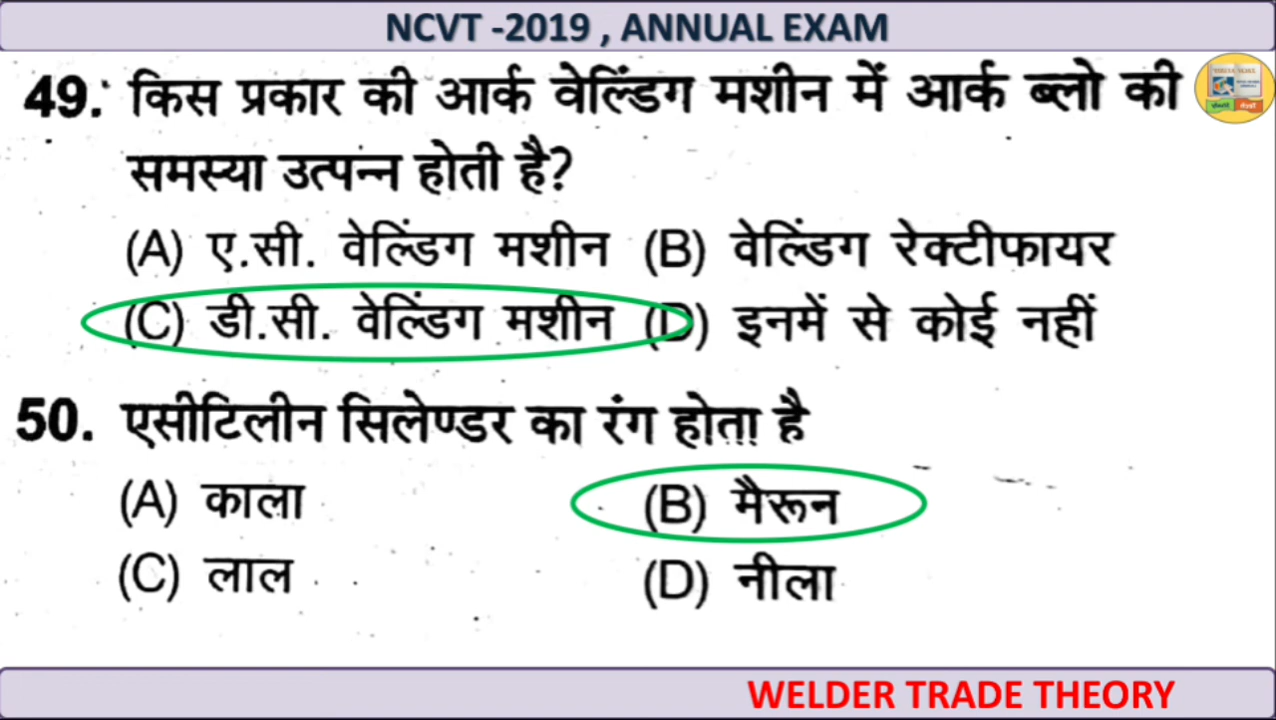 NCVT -2019 , ANNUAL EXAM
49. किस प्रकार की आर्क वेल्डिंग मशीन में आर्क ब्लो की
समस्या उत्पन्न होती है?
(A) ए.सी. वेल्डिंग मशीन (B) वेल्डिंग रेक्टीफायर
(C) डी.सी. वेल्डिंग मशीन (D) इनमें से कोई नहीं
50. एसीटिलीन सिलेण्डर का रंग होता है
(A) काला (B) मैरून
(C) लाल (D) नीला
WELDER TRADE THEORY